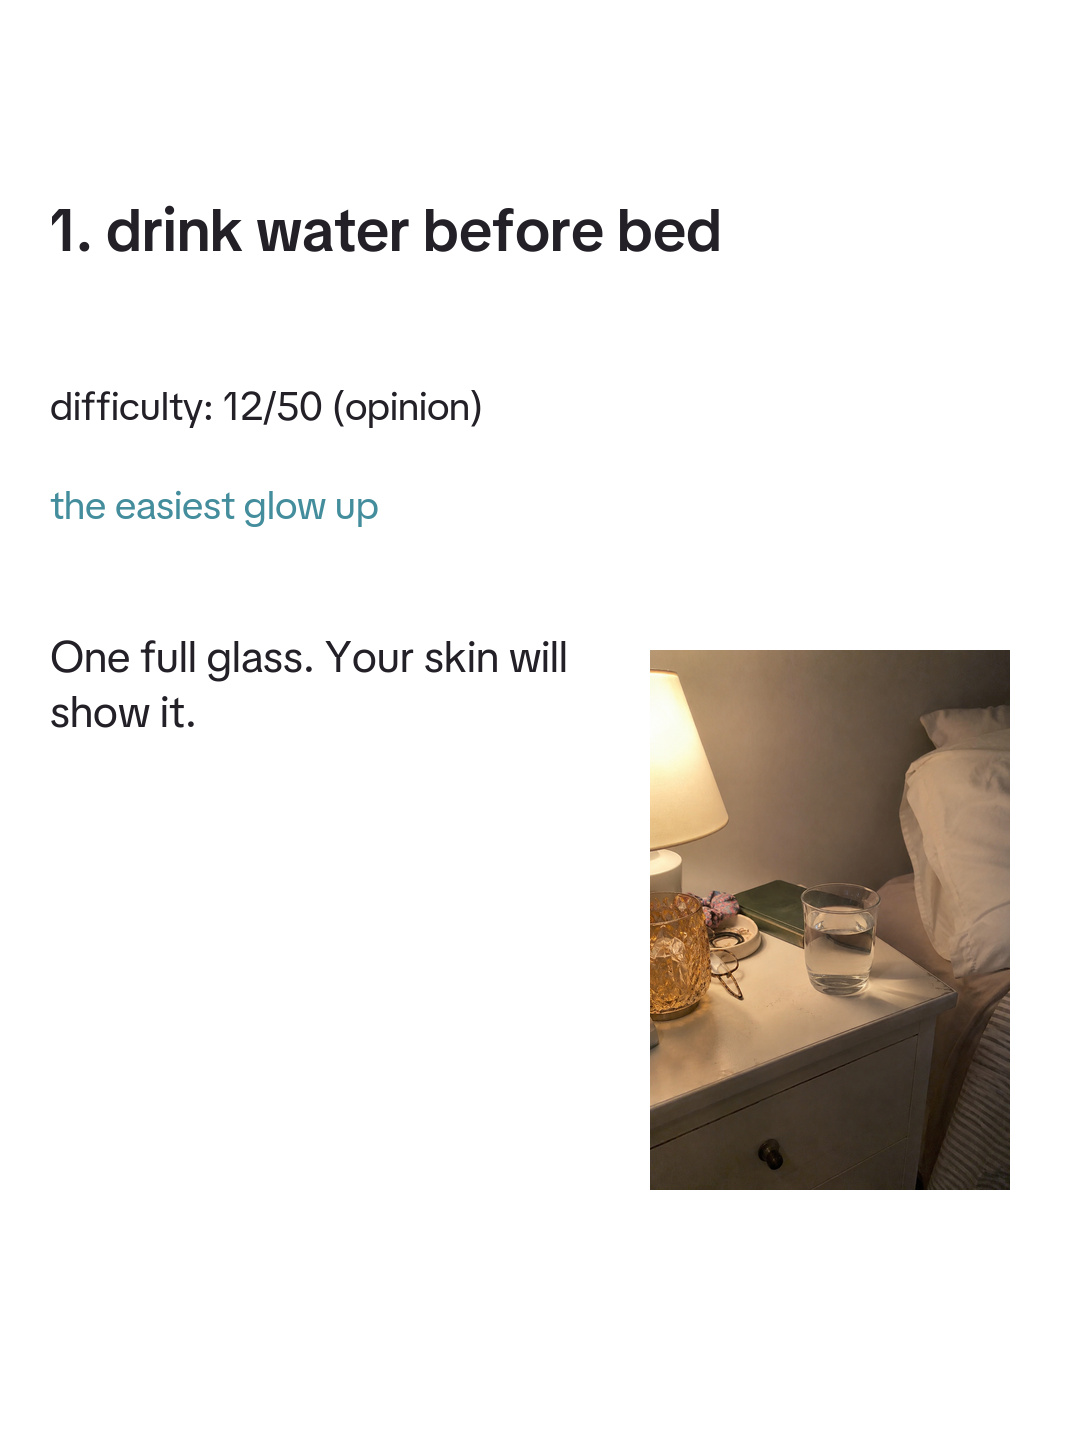 1. drink water before bed
difficulty: 12/50 (opinion)
the easiest glow up
One full glass. Your skin will
show it.